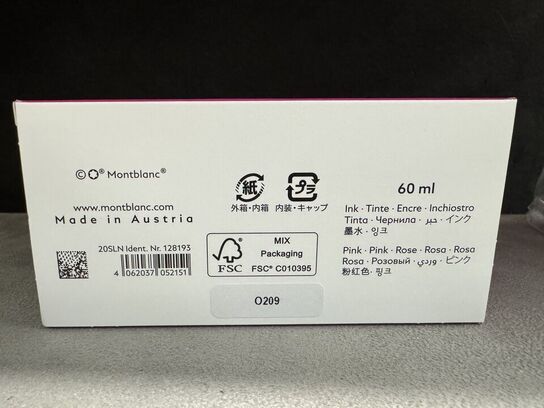 © Montblanc®
www.montblanc.com
Made in Austria
20SLN Ident. Nr. 128193
4 062037 052151
紙
外箱・内箱
プラ
内装・キャップ
FSC
MIX
Packaging
FSC® C010395
O209
60 ml
Ink · Tinte · Encre · Inchiostro
Tinta · Чернила · حبر · インク
墨水 · 잉크
Pink · Pink · Rose · Rosa · Rosa
Rosa · Розовый · وردي · ピンク
粉红色 · 핑크